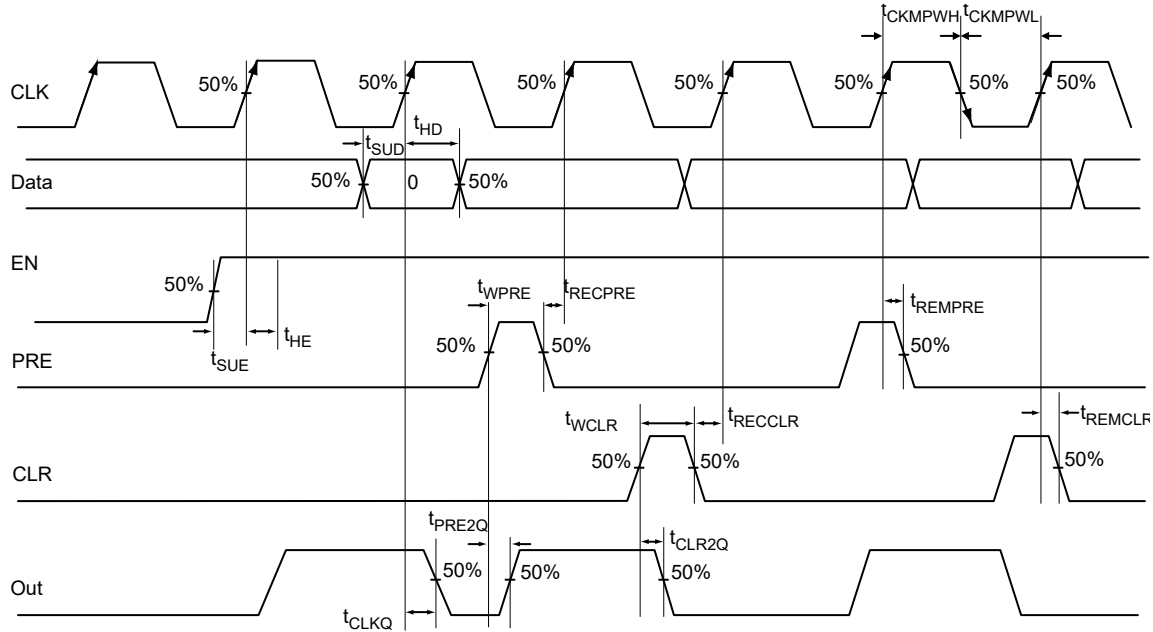 tCKMPWH tCKMPWL
CLK 50% 50% 50% 50% 50% 50% 50%
tSUD tHD
Data 50% 0 50%
EN
50%
tSUE tHE
tWPRE tRECPRE tREMPRE
PRE 50% 50% 50%
tWCLR tRECCLR tREMCLR
CLR 50% 50% 50%
tPRE2Q tCLR2Q
Out 50% 50% 50%
tCLKQ